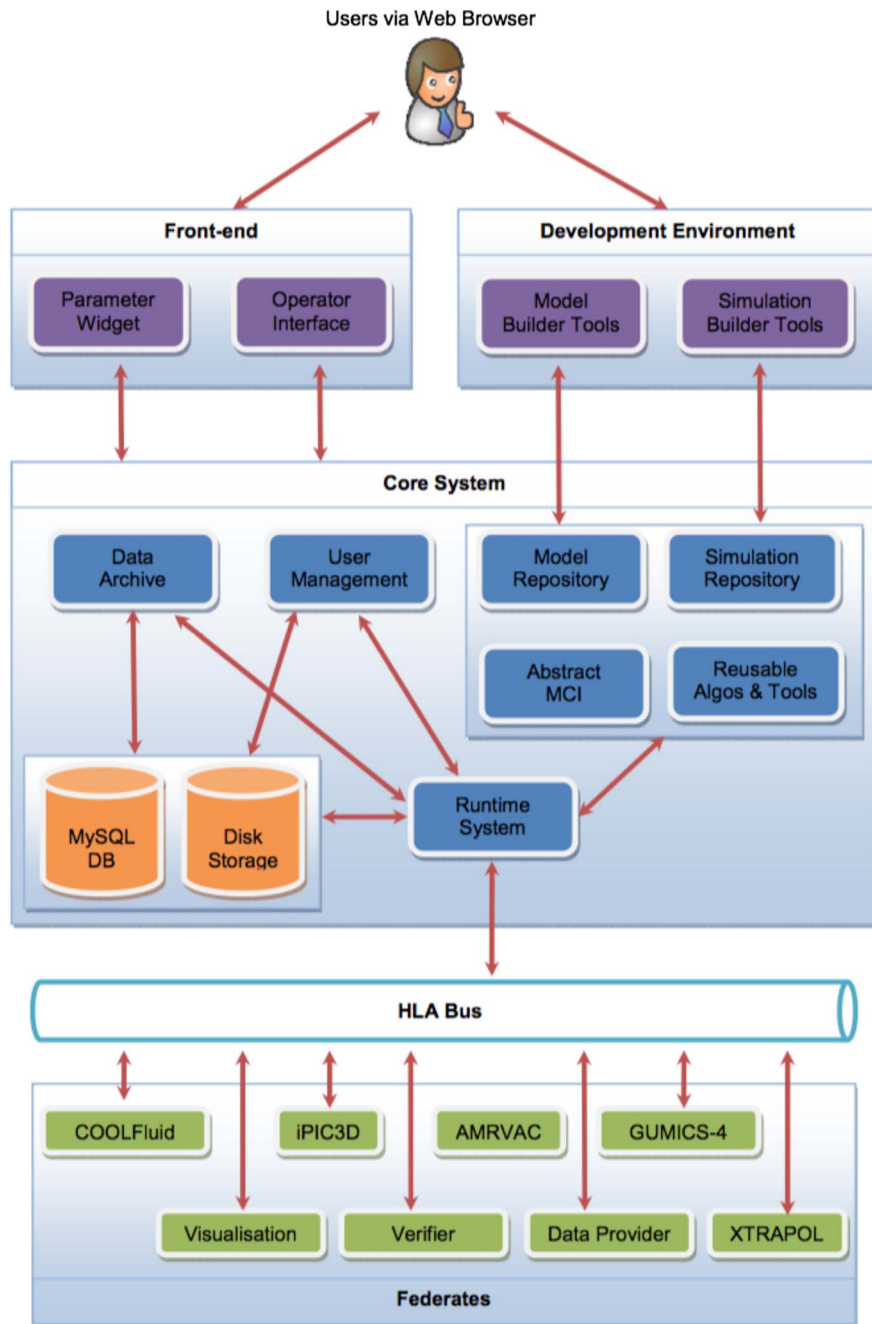 Users via Web Browser
Front-end
Development Environment
Parameter
Widget
Operator
Interface
Model
Builder Tools
Simulation
Builder Tools
Core System
Data
Archive
User
Management
Model
Repository
Simulation
Repository
Abstract
MCI
Reusable
Algos & Tools
MySQL
DB
Disk
Storage
Runtime
System
HLA Bus
COOLFluid
iPIC3D
AMRVAC
GUMICS-4
Visualisation
Verifier
Data Provider
XTRAPOL
Federates